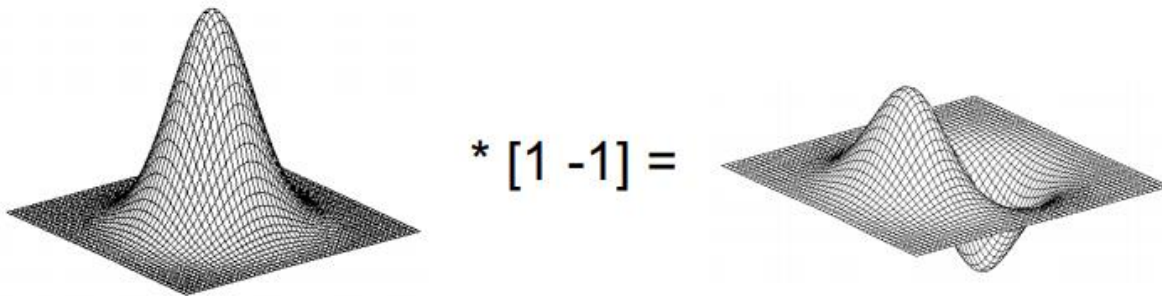 * [1 -1] =